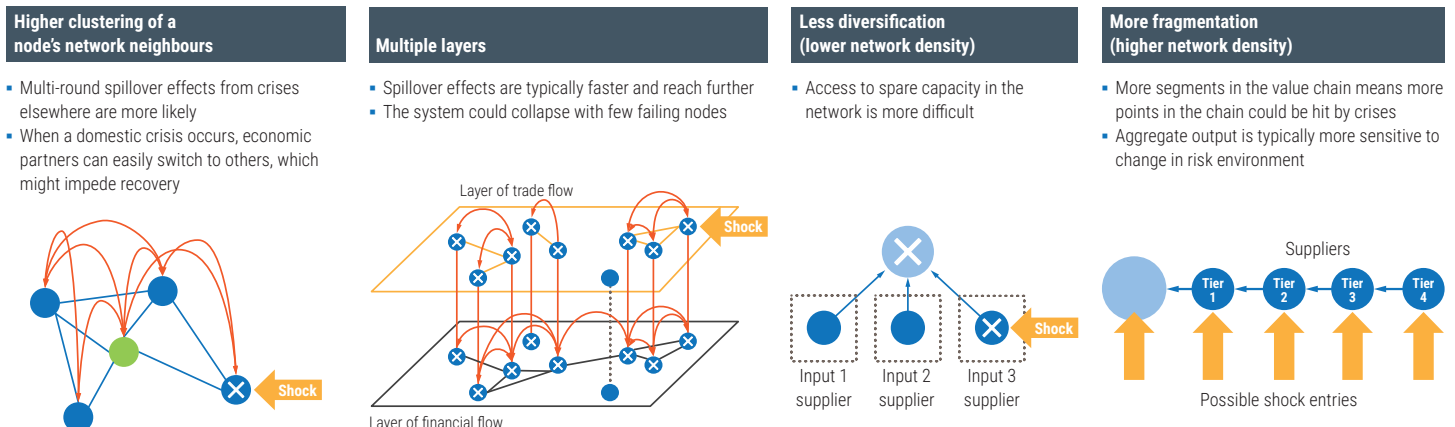 Higher clustering of a
node's network neighbours
▪ Multi-round spillover effects from crises
elsewhere are more likely
▪ When a domestic crisis occurs, economic
partners can easily switch to others, which
might impede recovery
Shock
Multiple layers
▪ Spillover effects are typically faster and reach further
▪ The system could collapse with few failing nodes
Layer of trade flow
Shock
Layer of financial flow
Less diversification
(lower network density)
▪ Access to spare capacity in the
network is more difficult
Shock
Input 1
supplier
Input 2
supplier
Input 3
supplier
More fragmentation
(higher network density)
▪ More segments in the value chain means more
points in the chain could be hit by crises
▪ Aggregate output is typically more sensitive to
change in risk environment
Suppliers
Tier
1
Tier
2
Tier
3
Tier
4
Possible shock entries